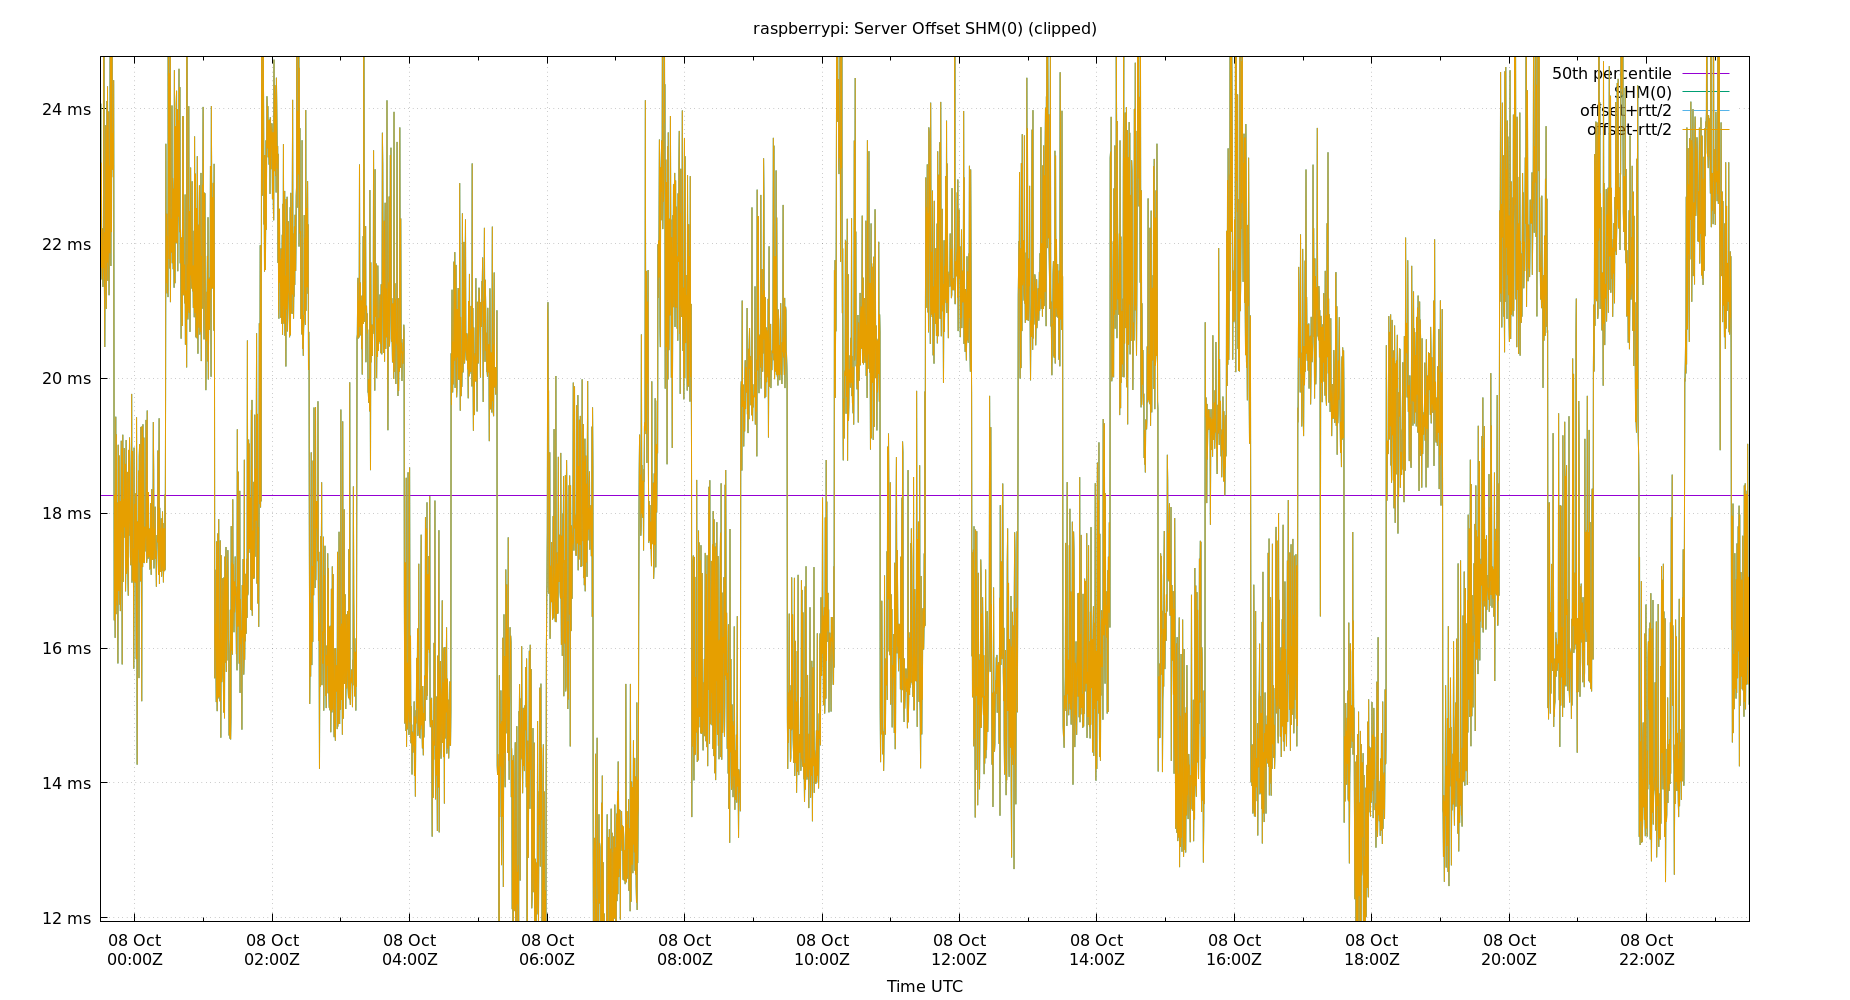 raspberrypi: Server Offset SHM(0) (clipped)
50th percentile
SHM(0)
offset+rtt/2
offset-rtt/2
24 ms
22 ms
20 ms
18 ms
16 ms
14 ms
12 ms
08 Oct 08 Oct 08 Oct 08 Oct 08 Oct 08 Oct 08 Oct 08 Oct 08 Oct 08 Oct 08 Oct 08 Oct
00:00Z 02:00Z 04:00Z 06:00Z 08:00Z 10:00Z 12:00Z 14:00Z 16:00Z 18:00Z 20:00Z 22:00Z
Time UTC